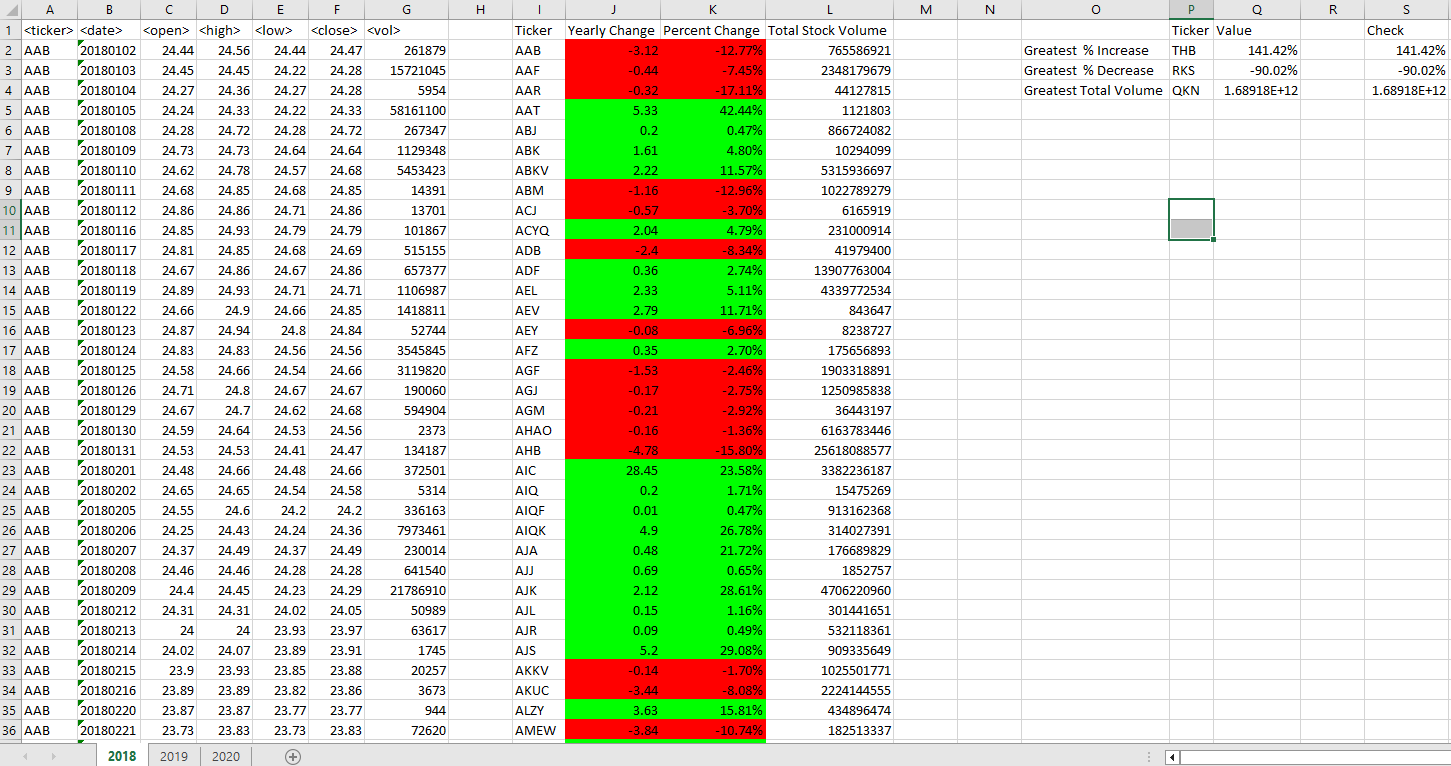 A B C D E F G H I J K L M N O P Q R S
1 <ticker> <date> <open> <high> <low> <close> <vol> Ticker Yearly Change Percent Change Total Stock Volume Ticker Value Check
2 AAB 20180102 24.44 24.56 24.44 24.47 261879 AAB -3.12 -12.77% 765586921 Greatest % Increase THB 141.42% 141.42%
3 AAB 20180103 24.45 24.45 24.22 24.28 15721045 AAF -0.44 -7.45% 2348179679 Greatest % Decrease RKS -90.02% -90.02%
4 AAB 20180104 24.27 24.36 24.27 24.28 5954 AAR -0.32 -17.11% 44127815 Greatest Total Volume QKN 1.68918E+12 1.68918E+12
5 AAB 20180105 24.24 24.33 24.22 24.33 58161100 AAT 5.33 42.44% 1121803
6 AAB 20180108 24.28 24.72 24.28 24.72 267347 ABJ 0.2 0.47% 866724082
7 AAB 20180109 24.73 24.73 24.64 24.64 1129348 ABK 1.61 4.80% 10294099
8 AAB 20180110 24.62 24.78 24.57 24.68 5453423 ABKV 2.22 11.57% 5315936697
9 AAB 20180111 24.68 24.85 24.68 24.85 14391 ABM -1.16 -12.96% 1022789279
10 AAB 20180112 24.86 24.86 24.71 24.86 13701 ACJ -0.57 -3.70% 6165919
11 AAB 20180116 24.85 24.93 24.79 24.79 101867 ACYQ 2.04 4.79% 231000914
12 AAB 20180117 24.81 24.85 24.68 24.69 515155 ADB -2.4 -8.34% 41979400
13 AAB 20180118 24.67 24.86 24.67 24.86 657377 ADF 0.36 2.74% 13907763004
14 AAB 20180119 24.89 24.93 24.71 24.71 1106987 AEL 2.33 5.11% 4339772534
15 AAB 20180122 24.66 24.9 24.66 24.85 1418811 AEV 2.79 11.71% 843647
16 AAB 20180123 24.87 24.94 24.8 24.84 52744 AEY -0.08 -6.96% 8238727
17 AAB 20180124 24.83 24.83 24.56 24.56 3545845 AFZ 0.35 2.70% 175656893
18 AAB 20180125 24.58 24.66 24.54 24.66 3119820 AGF -1.53 -2.46% 1903318891
19 AAB 20180126 24.71 24.8 24.67 24.67 190060 AGJ -0.17 -2.75% 1250985838
20 AAB 20180129 24.67 24.7 24.62 24.68 594904 AGM -0.21 -2.92% 36443197
21 AAB 20180130 24.59 24.64 24.53 24.56 2373 AHAO -0.16 -1.36% 6163783446
22 AAB 20180131 24.53 24.53 24.41 24.47 134187 AHB -4.78 -15.80% 25618088577
23 AAB 20180201 24.48 24.66 24.48 24.66 372501 AIC 28.45 23.58% 3382236187
24 AAB 20180202 24.65 24.65 24.54 24.58 5314 AIQ 0.2 1.71% 15475269
25 AAB 20180205 24.55 24.6 24.2 24.2 336163 AIQF 0.01 0.47% 913162368
26 AAB 20180206 24.25 24.43 24.24 24.36 7973461 AIQK 4.9 26.78% 314027391
27 AAB 20180207 24.37 24.49 24.37 24.49 230014 AJA 0.48 21.72% 176689829
28 AAB 20180208 24.46 24.46 24.28 24.28 641540 AJJ 0.69 0.65% 1852757
29 AAB 20180209 24.4 24.45 24.23 24.29 21786910 AJK 2.12 28.61% 4706220960
30 AAB 20180212 24.31 24.31 24.02 24.05 50989 AJL 0.15 1.16% 301441651
31 AAB 20180213 24 24 23.93 23.97 63617 AJR 0.09 0.49% 532118361
32 AAB 20180214 24.02 24.07 23.89 23.91 1745 AJS 5.2 29.08% 909335649
33 AAB 20180215 23.9 23.93 23.85 23.88 20257 AKKV -0.14 -1.70% 1025501771
34 AAB 20180216 23.89 23.89 23.82 23.86 3673 AKUC -3.44 -8.08% 2224144555
35 AAB 20180220 23.87 23.87 23.77 23.77 944 ALZY 3.63 15.81% 434896474
36 AAB 20180221 23.73 23.83 23.73 23.83 72620 AMEW -3.84 -10.74% 182513337
2018 2019 2020